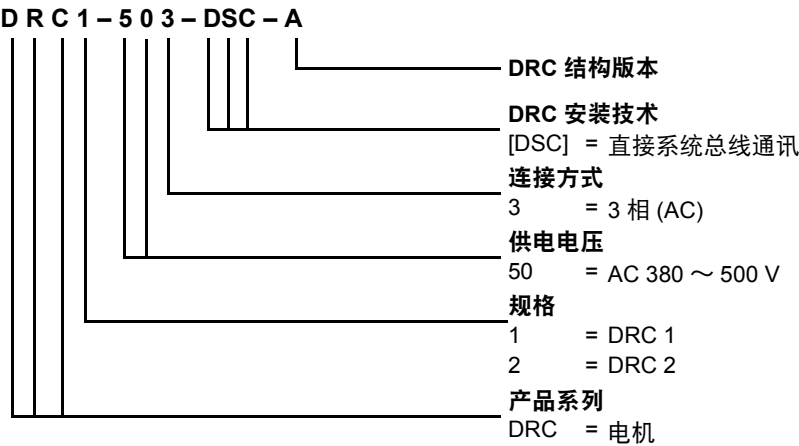 D R C 1 – 5 0 3 – DSC – A
DRC 结构版本
DRC 安装技术
[DSC] = 直接系统总线通讯
连接方式
3 = 3 相 (AC)
供电电压
50 = AC 380 ～ 500 V
规格
1 = DRC 1
2 = DRC 2
产品系列
DRC = 电机